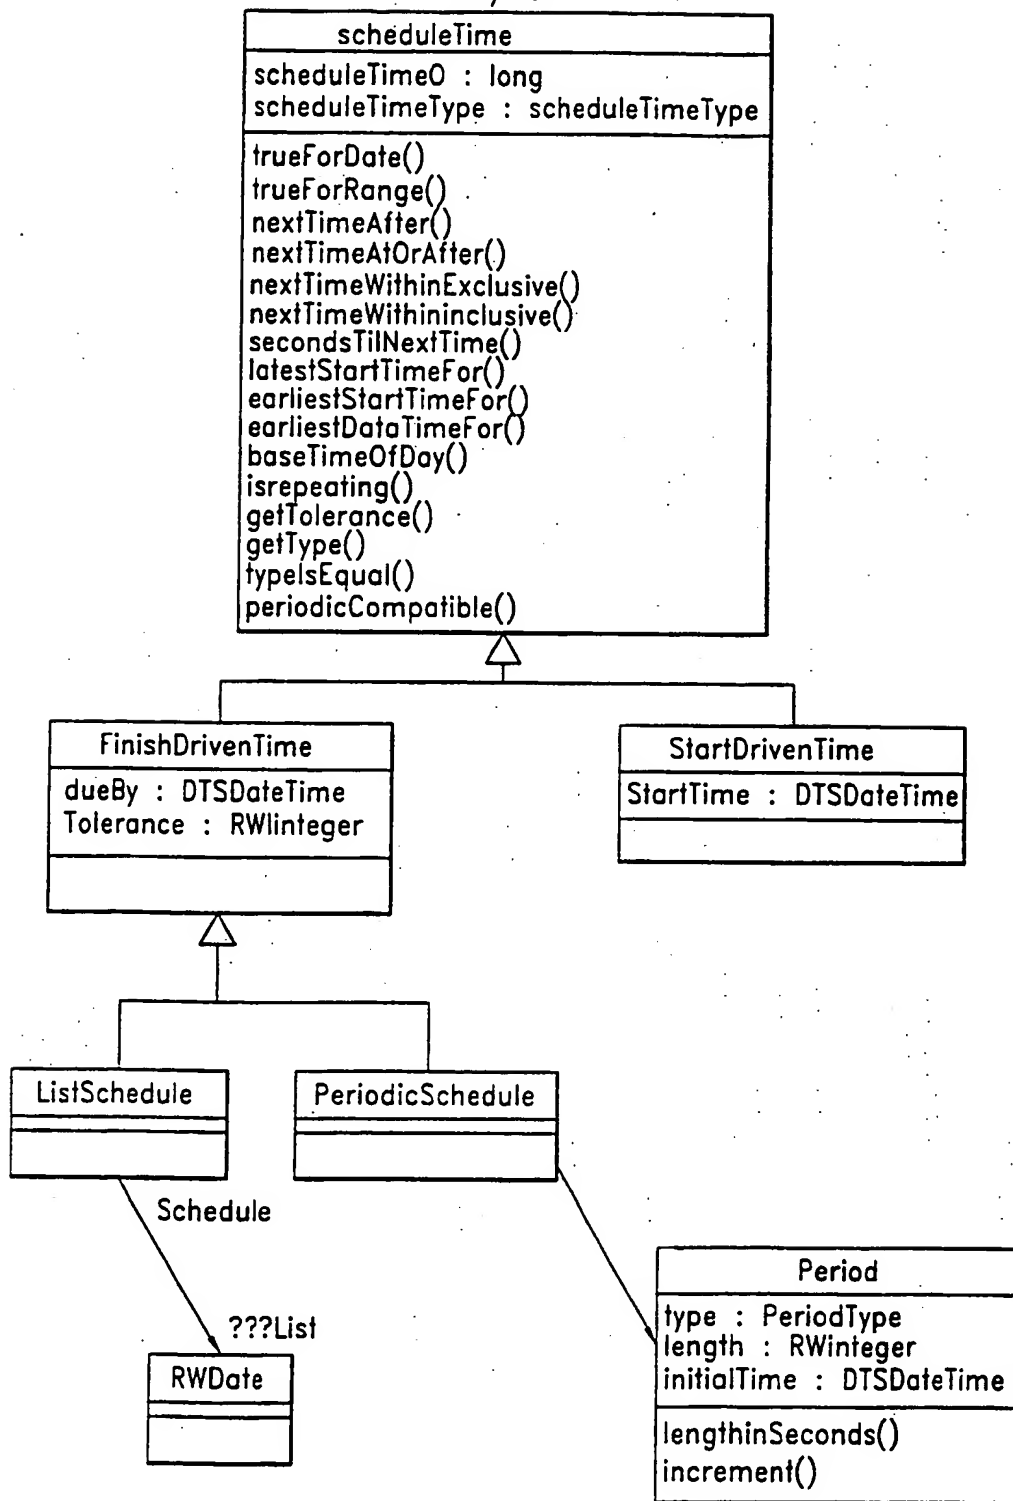 scheduleTime
scheduleTimeO : long
scheduleTimeType : scheduleTimeType
trueForDate()
trueForRange()
nextTimeAfter()
nextTimeAtOrAfter()
nextTimeWithinExclusive()
nextTimeWithininclusive()
secondsTilNextTime()
latestStartTimeFor()
earliestStartTimeFor()
earliestDataTimeFor()
baseTimeOfDay()
isrepeating()
getTolerance()
getType()
typeIsEqual()
periodicCompatible()
FinishDrivenTime
dueBy : DTSDateTime
Tolerance : RWlinteger
StartDrivenTime
StartTime : DTSDateTime
ListSchedule
PeriodicSchedule
Schedule
???List
RWDate
Period
type : PeriodType
length : RWinteger
initialTime : DTSDateTime
lengthinSeconds()
increment()